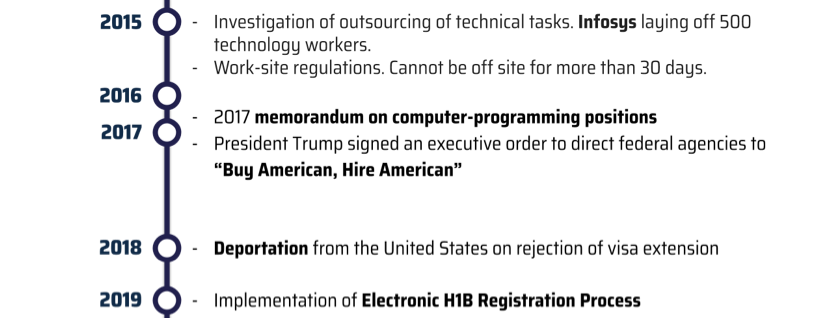 2015 - Investigation of outsourcing of technical tasks. Infosys laying off 500
technology workers.
- Work-site regulations. Cannot be off site for more than 30 days.
2016
- 2017 memorandum on computer-programming positions
2017
- President Trump signed an executive order to direct federal agencies to
“Buy American, Hire American”
2018 - Deportation from the United States on rejection of visa extension
2019 - Implementation of Electronic H1B Registration Process